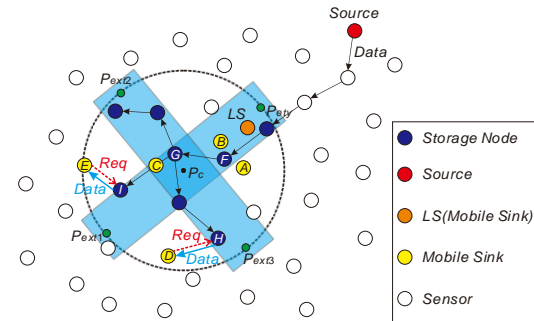 Source
Data
Pext2
Pety
LS
B
G
F
A
E
Req
C
Pc
Data
I
Pext1
Req
H
D
Data
Pext3
Storage Node
Source
LS(Mobile Sink)
Mobile Sink
Sensor